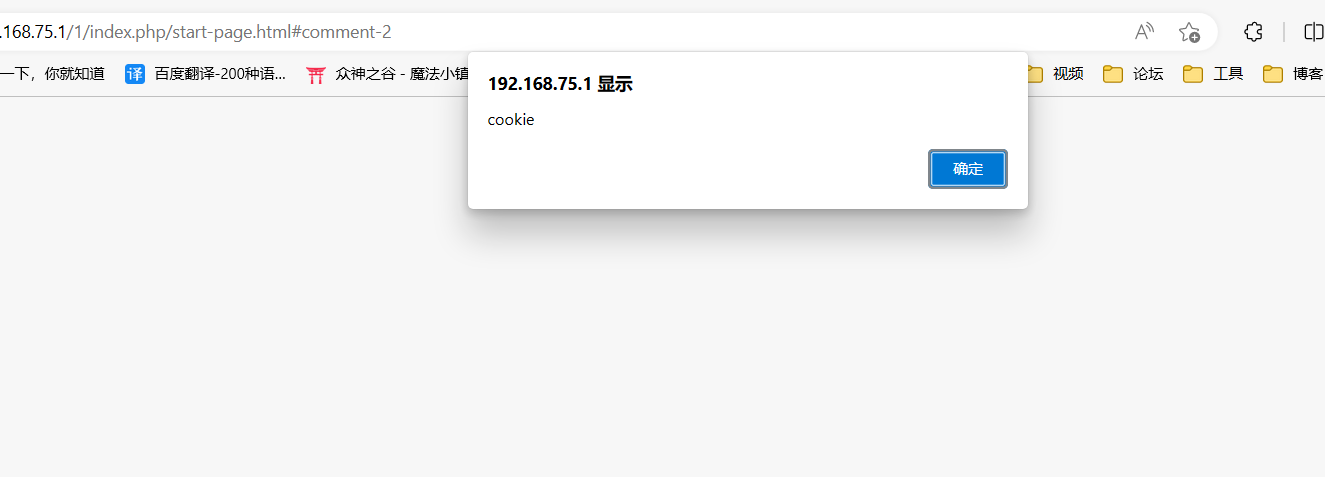 .168.75.1/1/index.php/start-page.html#comment-2
一下，你就知道 译 百度翻译-200种语... 众神之谷 - 魔法小镇 视频 论坛 工具 博客
192.168.75.1 显示
cookie
确定